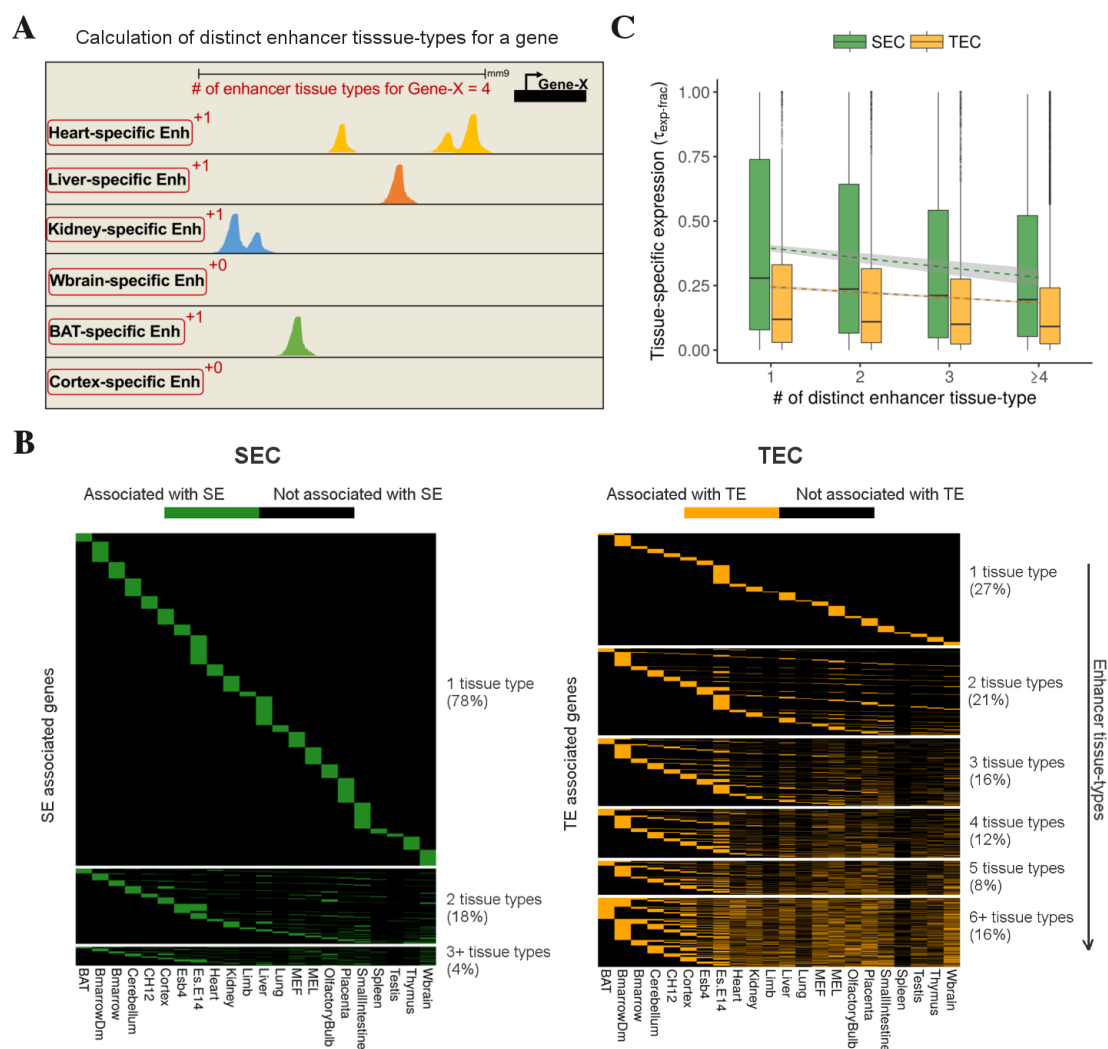 A
Calculation of distinct enhancer tisssue-types for a gene
mm9
# of enhancer tissue types for Gene-X = 4
Gene-X
Heart-specific Enh +1
Liver-specific Enh +1
Kidney-specific Enh +1
Wbrain-specific Enh +0
BAT-specific Enh +1
Cortex-specific Enh +0
C
SEC TEC
Tissue-specific expression (τexp-frac)
1.00
0.75
0.50
0.25
0.00
1 2 3 ≥4
# of distinct enhancer tissue-type
B
SEC
Associated with SE Not associated with SE
SE associated genes
1 tissue type
(78%)
2 tissue types
(18%)
3+ tissue types
(4%)
BAT
BmarrowDm
Bmarrow
Cerebellum
CH12
Cortex
Esb4
Es.E14
Heart
Kidney
Limb
Liver
Lung
MEF
MEL
OlfactoryBulb
Placenta
SmallIntestine
Spleen
Testis
Thymus
Wbrain
TEC
Associated with TE Not associated with TE
TE associated genes
1 tissue type
(27%)
2 tissue types
(21%)
3 tissue types
(16%)
4 tissue types
(12%)
5 tissue types
(8%)
6+ tissue types
(16%)
Enhancer
tissue-types
BAT
BmarrowDm
Bmarrow
Cerebellum
CH12
Cortex
Esb4
Es.E14
Heart
Kidney
Limb
Liver
Lung
MEF
MEL
OlfactoryBulb
Placenta
SmallIntestine
Spleen
Testis
Thymus
Wbrain